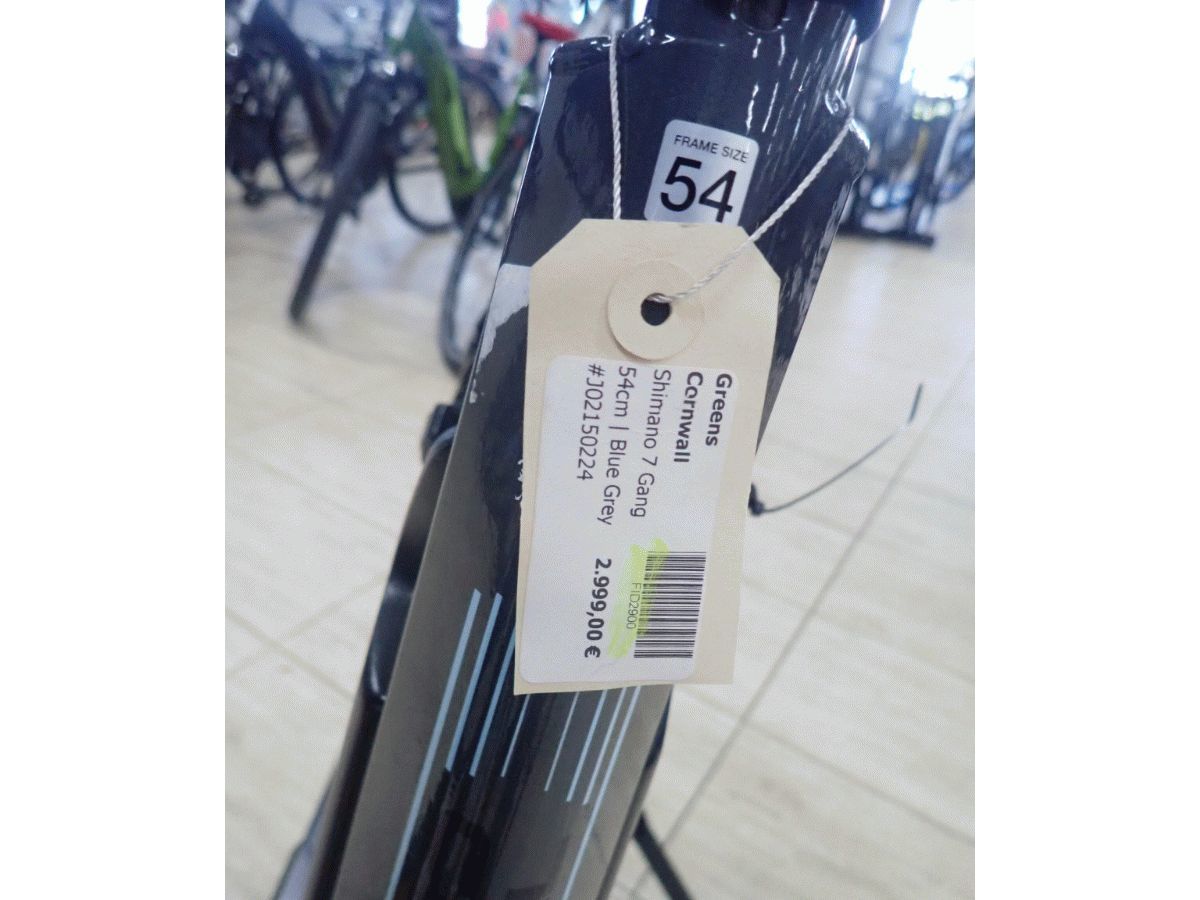 FRAME SIZE
54
Greens
Cornwall
Shimano 7 Gang
54cm | Blue Grey
#J02150224
FID2900
2.999,00 €